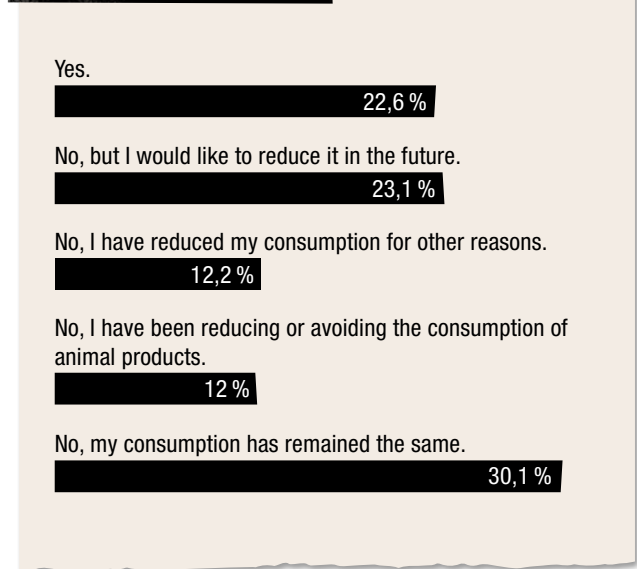 Yes.
22,6 %
No, but I would like to reduce it in the future.
23,1 %
No, I have reduced my consumption for other reasons.
12,2 %
No, I have been reducing or avoiding the consumption of
animal products.
12 %
No, my consumption has remained the same.
30,1 %